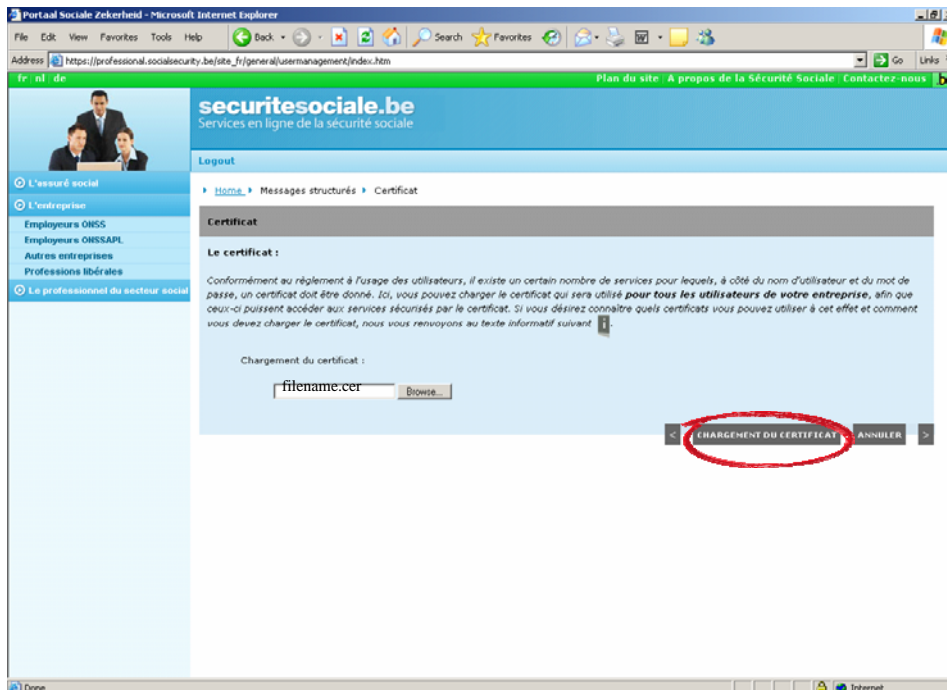 Portaal Sociale Zekerheid - Microsoft Internet Explorer
File Edit View Favorites Tools Help
Back Search Favorites
Address https://professional.socialsecurity.be/site_fr/general/usermanagement/index.htm Go Links
fr nl de Plan du site A propos de la Sécurité Sociale Contactez-nous
securitesociale.be
Services en ligne de la sécurité sociale
Logout
L'assuré social
L'entreprise
Employeurs ONSS
Employeurs ONSSAPL
Autres entreprises
Professions libérales
Le professionnel du secteur social
Home Messages structurés Certificat
Certificat
Le certificat :
Conformément au règlement à l'usage des utilisateurs, il existe un certain nombre de services pour lequels, à côté du nom d'utilisateur et du mot de
passe, un certificat doit être donné. Ici, vous pouvez charger le certificat qui sera utilisé pour tous les utilisateurs de votre entreprise, afin que
ceux-ci puissent accéder aux services sécurisés par le certificat. Si vous désirez connaître quels certificats vous pouvez utiliser à cet effet et comment
vous devez charger le certificat, nous vous renvoyons au texte informatif suivant i.
Chargement du certificat :
filename.cer Browse...
< CHARGEMENT DU CERTIFICAT ANNULER >
Done Internet